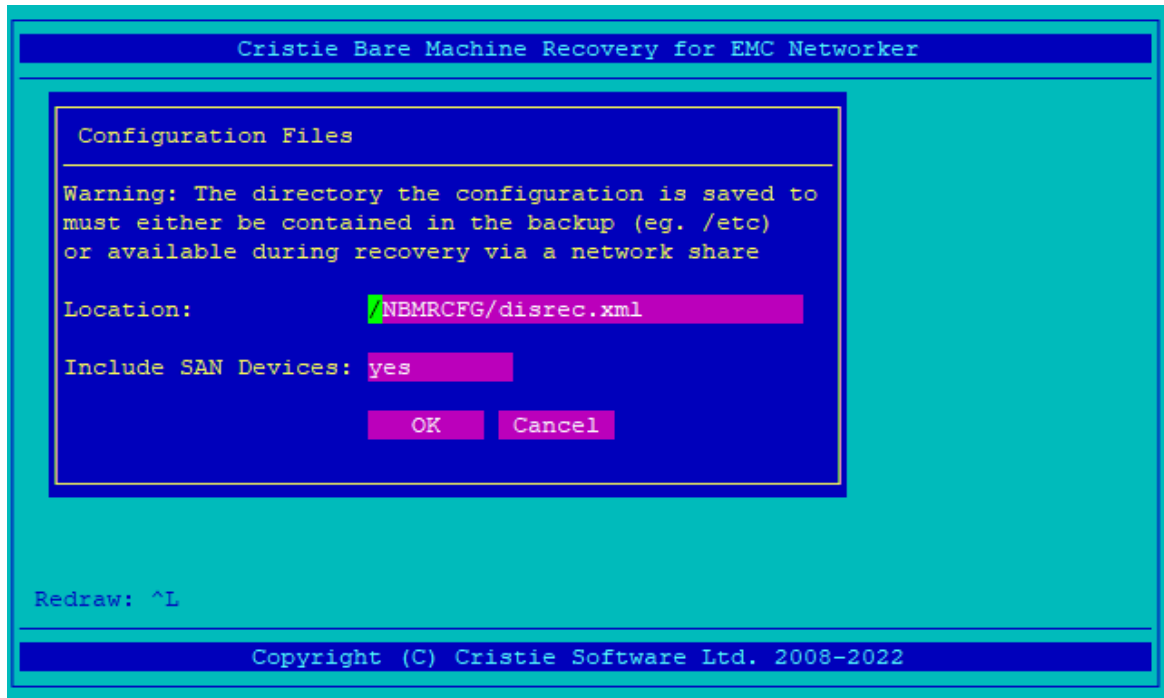 Cristie Bare Machine Recovery for EMC Networker
Configuration Files
Warning: The directory the configuration is saved to
must either be contained in the backup (eg. /etc)
or available during recovery via a network share
Location: /NBMRCFG/disrec.xml
Include SAN Devices: yes
OK Cancel
Redraw: ^L
Copyright (C) Cristie Software Ltd. 2008-2022